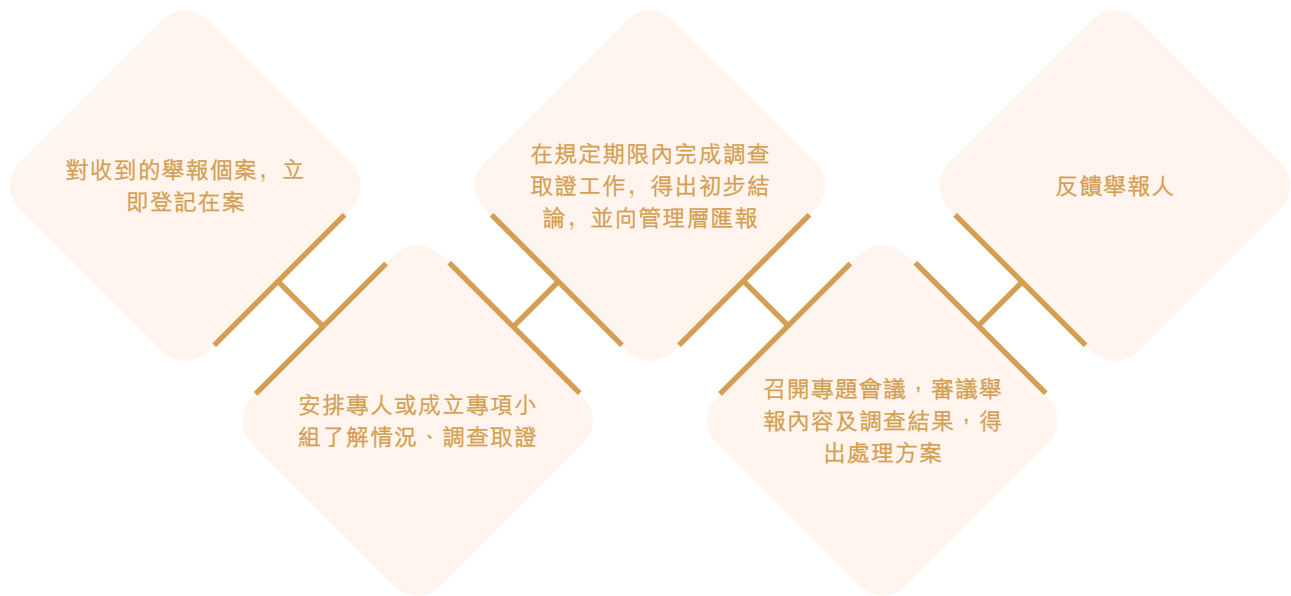 對收到的舉報個案，立
即登記在案
安排專人或成立專項小
組了解情況、調查取證
在規定期限內完成調查
取證工作，得出初步結
論，並向管理層匯報
召開專題會議，審議舉
報內容及調查結果，得
出處理方案
反饋舉報人